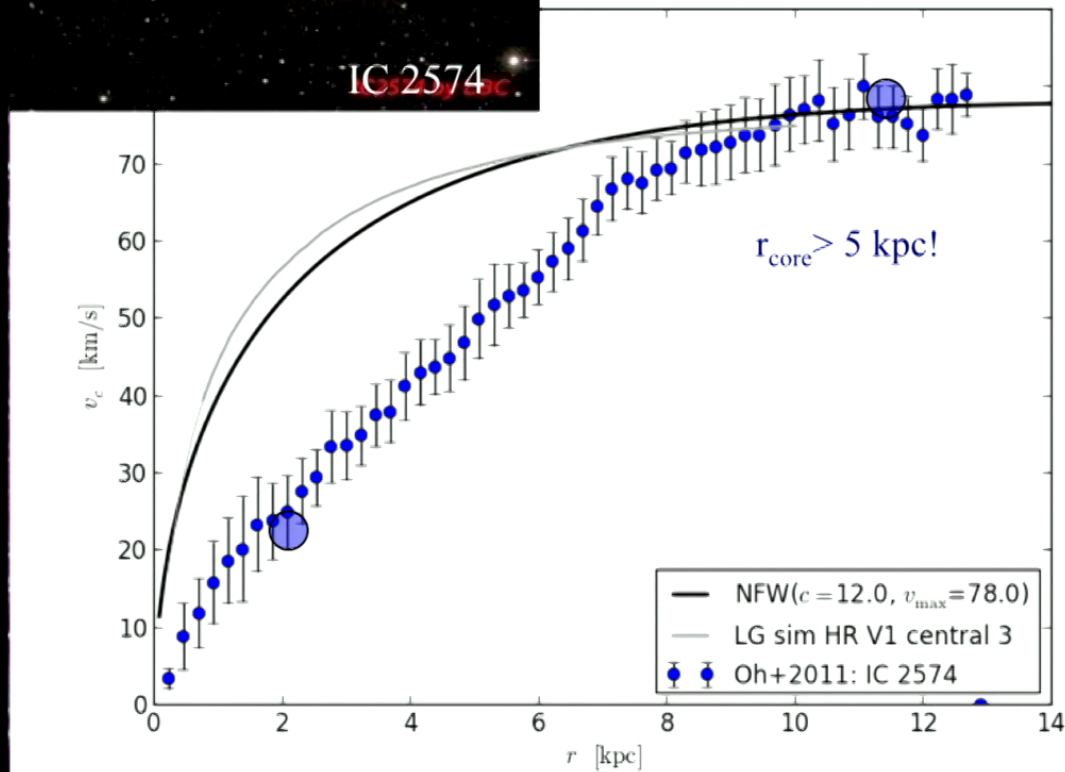 IC 2574
r_core > 5 kpc!
v_c [km/s]
70
60
50
40
30
20
10
0
0 2 4 6 8 10 12 14
r [kpc]
NFW(c = 12.0, v_max=78.0)
LG sim HR V1 central 3
Oh+2011: IC 2574